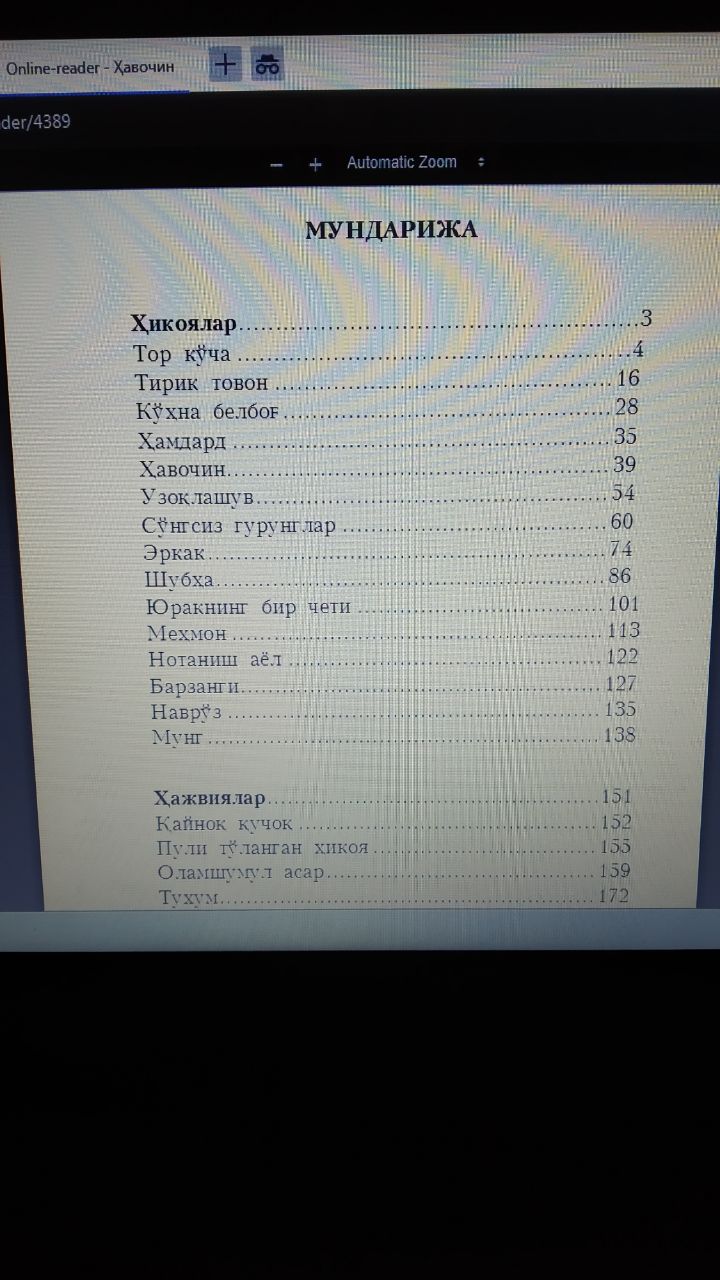 Online-reader - Ҳавочин
der/4389
Automatic Zoom
МУНДАРИЖА
Ҳикоялар........................................................3
Тор кўча ........................................................4
Тирик товон ................................................ 16
Кўҳна белбоғ ................................................ 28
Ҳамдард ................................................ 35
Ҳавочин................................................ 39
Узоқлашув................................................ 54
Сўнгсиз гурунглар ........................................ 60
Эркак................................................ 74
Шубҳа................................................ 86
Юракнинг бир чети ........................................ 101
Меҳмон ................................................ 113
Нотаниш аёл ................................................ 122
Барзанги................................................ 127
Наврўз ................................................ 135
Мунг ................................................ 138
Ҳажвиялар................................................ 151
Қайноқ қучоқ ................................................ 152
Пули тўланган ҳикоя ........................................ 155
Оламшумул асар................................................ 159
Тухум................................................ 172